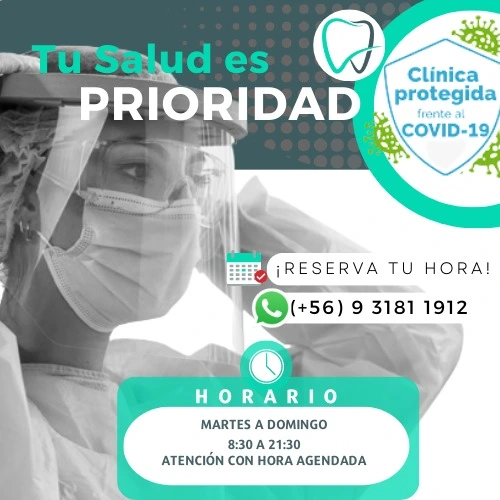 Tu Salud es
PRIORIDAD
Clínica
protegida
frente al
COVID-19
¡RESERVA TU HORA!
(+56) 9 3181 1912
HORARIO
MARTES A DOMINGO
8:30 A 21:30
ATENCIÓN CON HORA AGENDADA